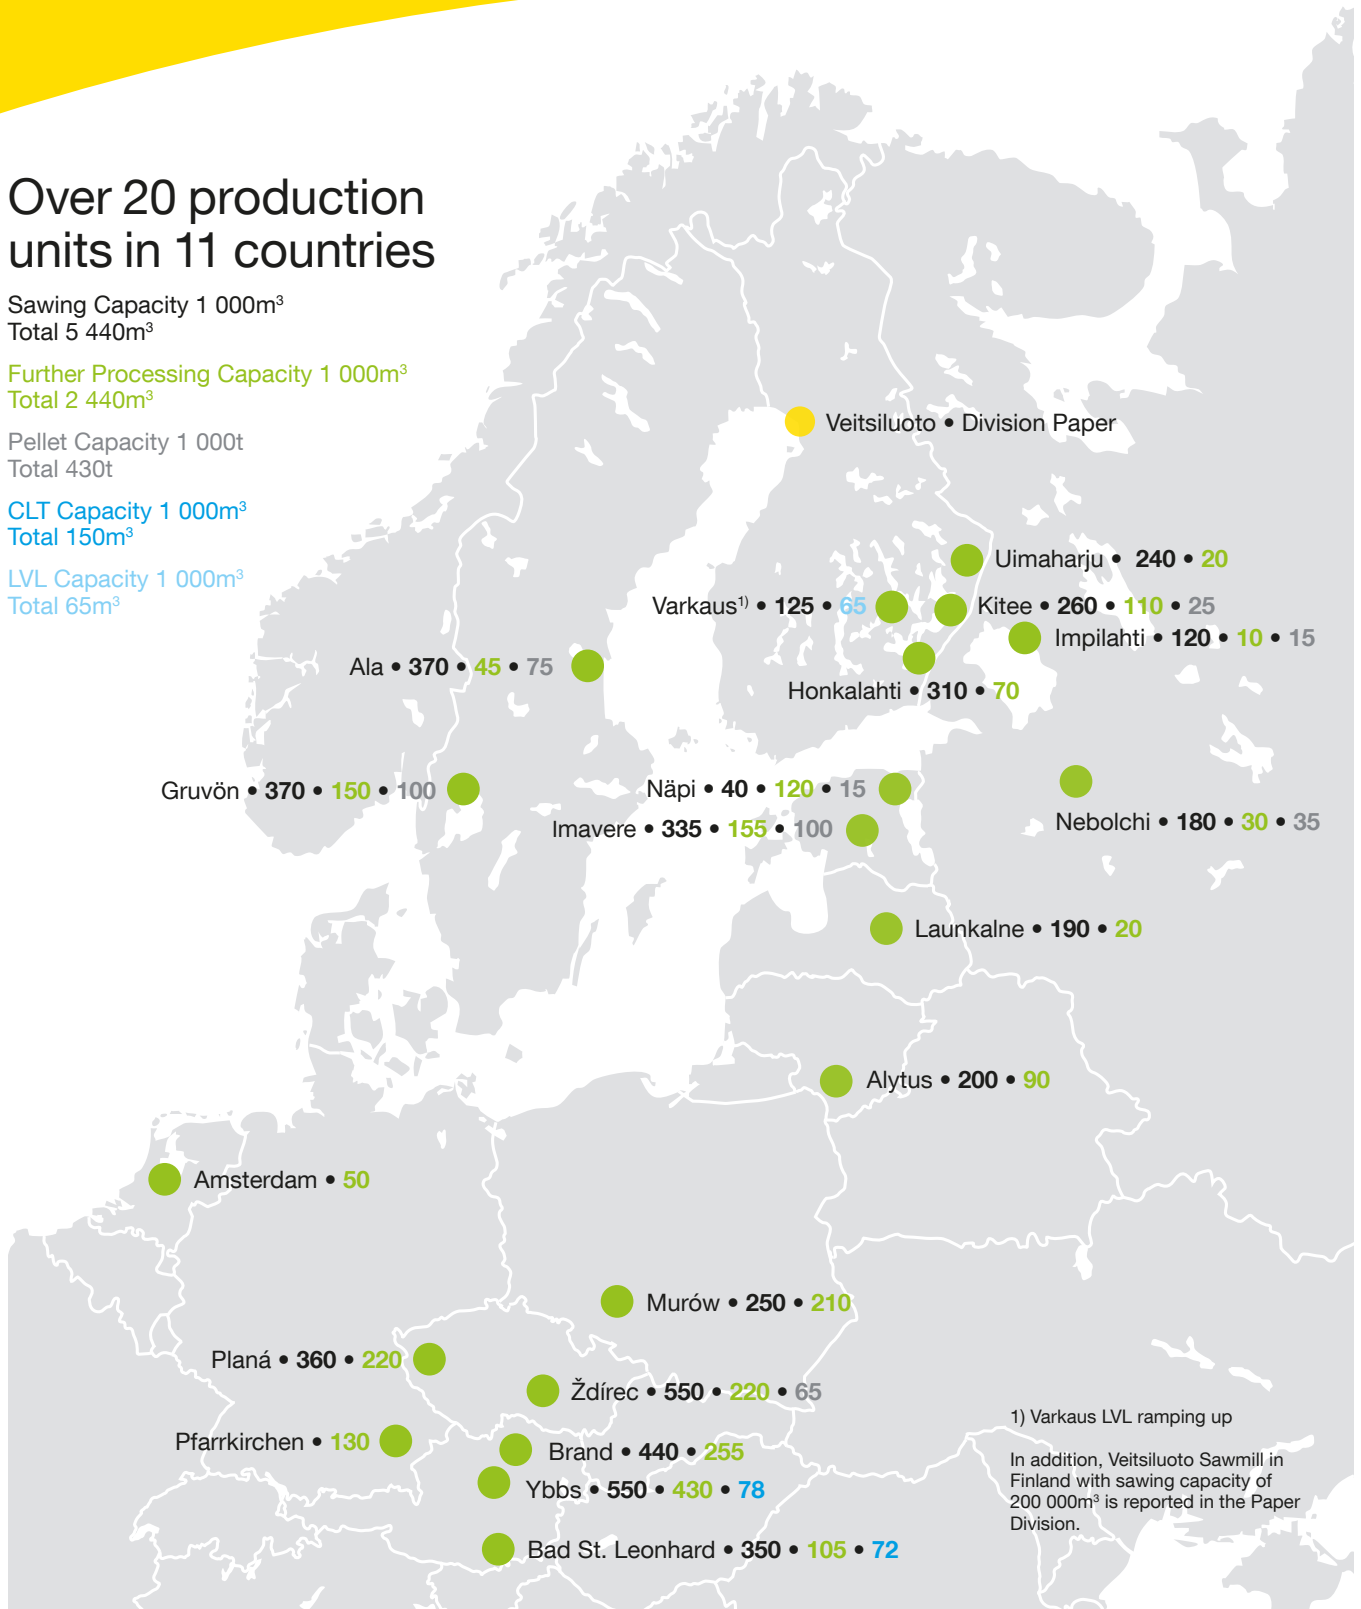 Over 20 production
units in 11 countries
Sawing Capacity 1 000m³
Total 5 440m³
Further Processing Capacity 1 000m³
Total 2 440m³
Pellet Capacity 1 000t
Total 430t
CLT Capacity 1 000m³
Total 150m³
LVL Capacity 1 000m³
Total 65m³
Veitsiluoto • Division Paper
Uimaharju • 240 • 20
Varkaus¹⁾ • 125 • 65
Kitee • 260 • 110 • 25
Impilahti • 120 • 10 • 15
Ala • 370 • 45 • 75
Honkalahti • 310 • 70
Gruvön • 370 • 150 • 100
Näpi • 40 • 120 • 15
Imavere • 335 • 155 • 100
Nebolchi • 180 • 30 • 35
Launkalne • 190 • 20
Alytus • 200 • 90
Amsterdam • 50
Murów • 250 • 210
Planá • 360 • 220
Ždírec • 550 • 220 • 65
Pfarrkirchen • 130
Brand • 440 • 255
Ybbs • 550 • 430 • 78
Bad St. Leonhard • 350 • 105 • 72
1) Varkaus LVL ramping up
In addition, Veitsiluoto Sawmill in
Finland with sawing capacity of
200 000m³ is reported in the Paper
Division.